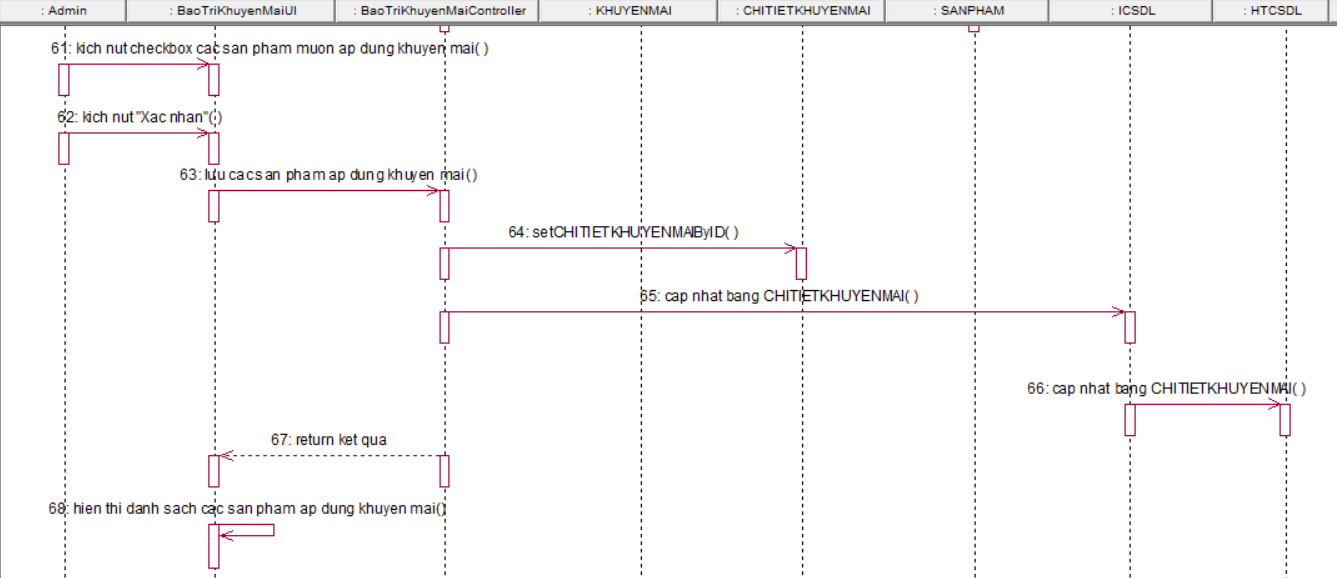 : Admin
: BaoTriKhuyenMaiUI
: BaoTriKhuyenMaiController
: KHUYENMAI
: CHITIETKHUYENMAI
: SANPHAM
: ICSDL
: HTCSDL
61: kich nut checkbox cac san pham muon ap dung khuyen mai( )
62: kich nut "Xac nhan"( )
63: lưu cac san pham ap dung khuyen mai( )
64: setCHITIETKHUYENMAIByID( )
65: cap nhat bang CHITIETKHUYENMAI( )
66: cap nhat bang CHITIETKHUYENMAI( )
67: return ket qua
68: hien thi danh sach cac san pham ap dung khuyen mai()